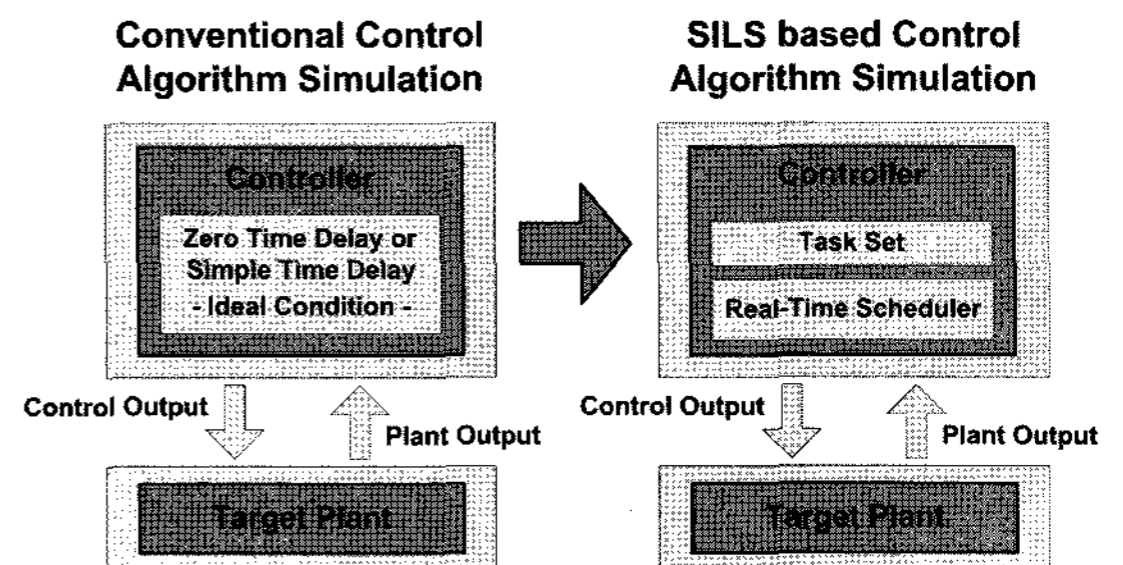 Conventional Control
Algorithm Simulation
Controller
Zero Time Delay or
Simple Time Delay
- Ideal Condition -
Control Output
Plant Output
Target Plant
SILS based Control
Algorithm Simulation
Controller
Task Set
Real-Time Scheduler
Control Output
Plant Output
Target Plant